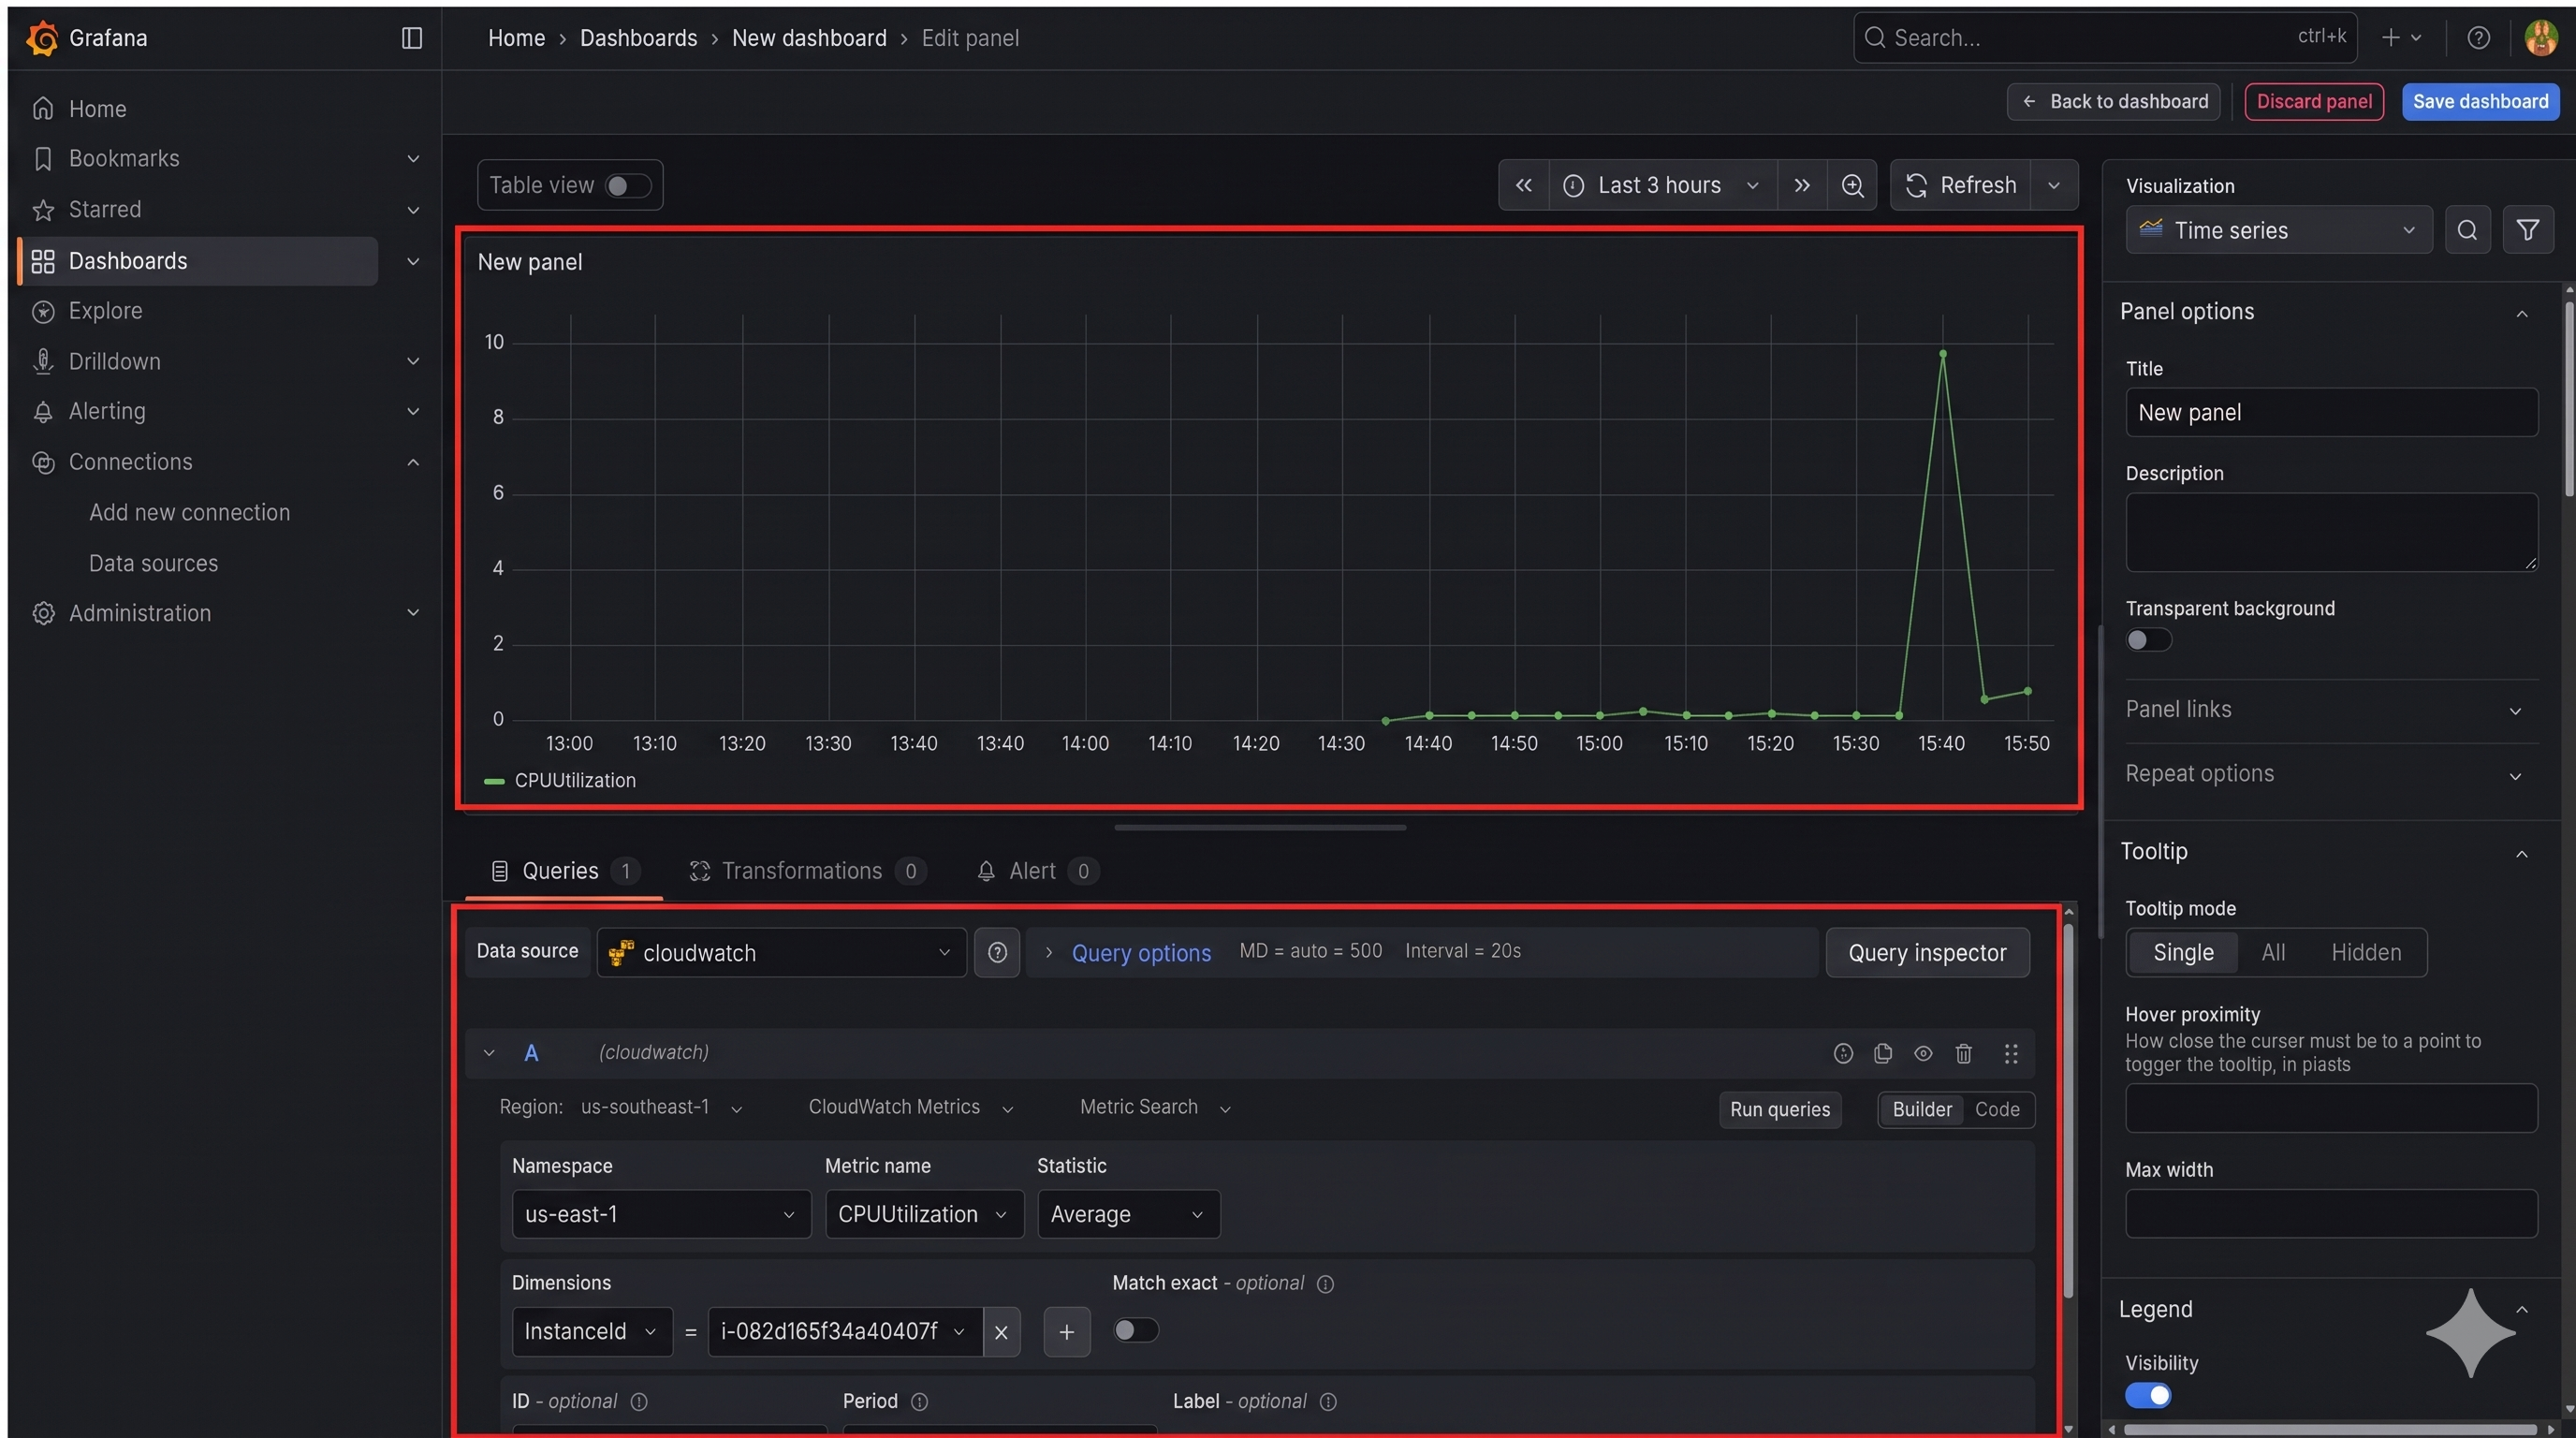 Grafana
Home › Dashboards › New dashboard › Edit panel
Search...
ctrl+k
Back to dashboard
Discard panel
Save dashboard
Home
Bookmarks
Starred
Dashboards
Explore
Drilldown
Alerting
Connections
Add new connection
Data sources
Administration
Table view
Last 3 hours
Refresh
New panel
10
8
6
4
2
0
13:00 13:10 13:20 13:30 13:40 13:40 14:00 14:10 14:20 14:30 14:40 14:50 15:00 15:10 15:20 15:30 15:40 15:50
CPUUtilization
Queries 1
Transformations 0
Alert 0
Data source
cloudwatch
Query options MD = auto = 500 Interval = 20s
Query inspector
A (cloudwatch)
Region: us-southeast-1
CloudWatch Metrics
Metric Search
Run queries
Builder Code
Namespace Metric name Statistic
us-east-1 CPUUtilization Average
Dimensions Match exact - optional
InstanceId = i-082d165f34a40407f
ID - optional Period Label - optional
Visualization
Time series
Panel options
Title
New panel
Description
Transparent background
Panel links
Repeat options
Tooltip
Tooltip mode
Single All Hidden
Hover proximity
How close the curser must be to a point to
togger the tooltip, in piasts
Max width
Legend
Visibility